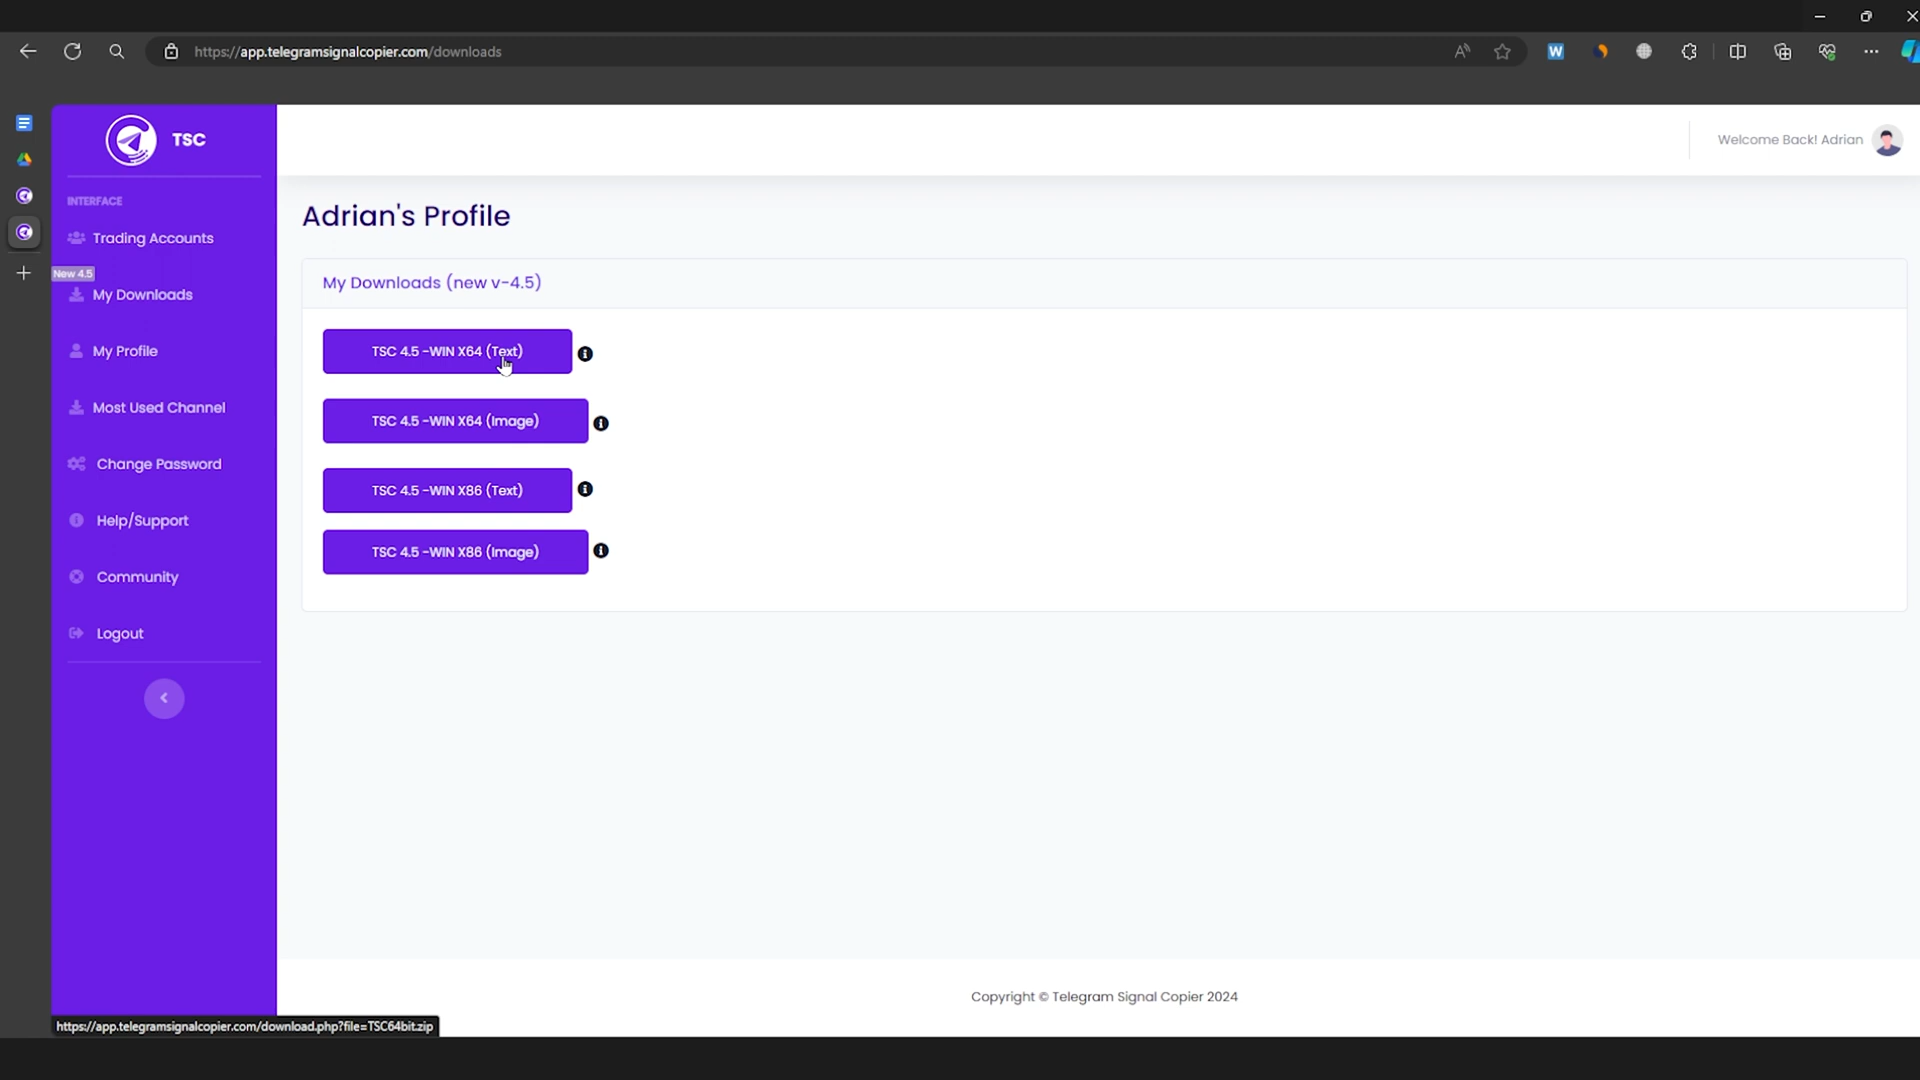 https://app.telegramsignalcopier.com/downloads
TSC
Welcome Back! Adrian
INTERFACE
Trading Accounts
New 4.5
My Downloads
My Profile
Most Used Channel
Change Password
Help/Support
Community
Logout
Adrian's Profile
My Downloads (new v-4.5)
TSC 4.5 -WIN X64 (Text)
TSC 4.5 -WIN X64 (Image)
TSC 4.5 -WIN X86 (Text)
TSC 4.5 -WIN X86 (Image)
Copyright © Telegram Signal Copier 2024
https://app.telegramsignalcopier.com/download.php?file=TSC64bit.zip